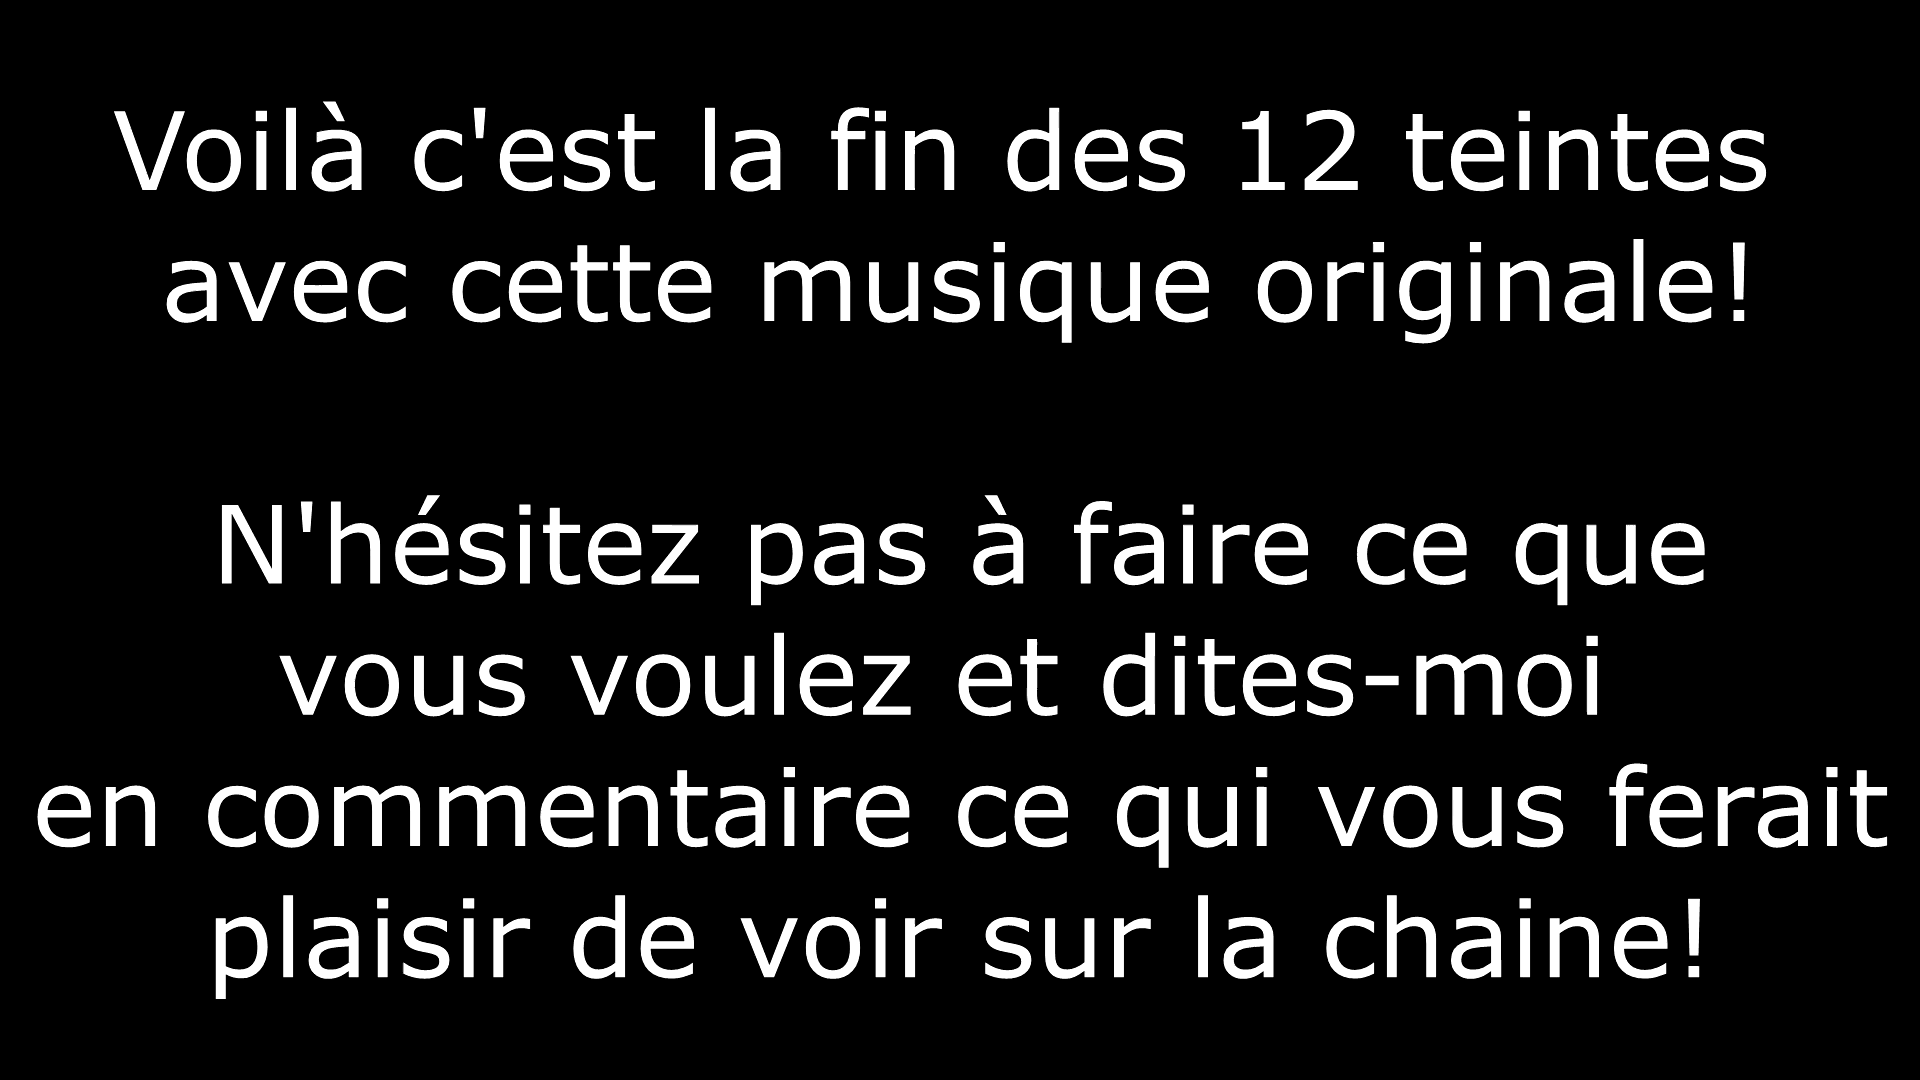 Voilà c'est la fin des 12 teintes
avec cette musique originale!
N'hésitez pas à faire ce que
vous voulez et dites-moi
en commentaire ce qui vous ferait
plaisir de voir sur la chaine!